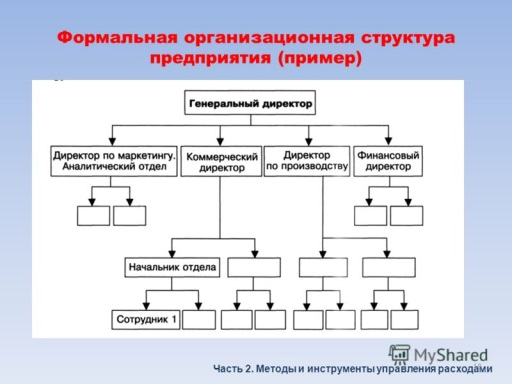 Формальная организационная структура
предприятия (пример)
Генеральный директор
Директор по маркетингу.
Аналитический отдел
Коммерческий
директор
Директор
по производству
Финансовый
директор
Начальник отдела
Сотрудник 1
Часть 2. Методы и инструменты управления расходами
MyShared